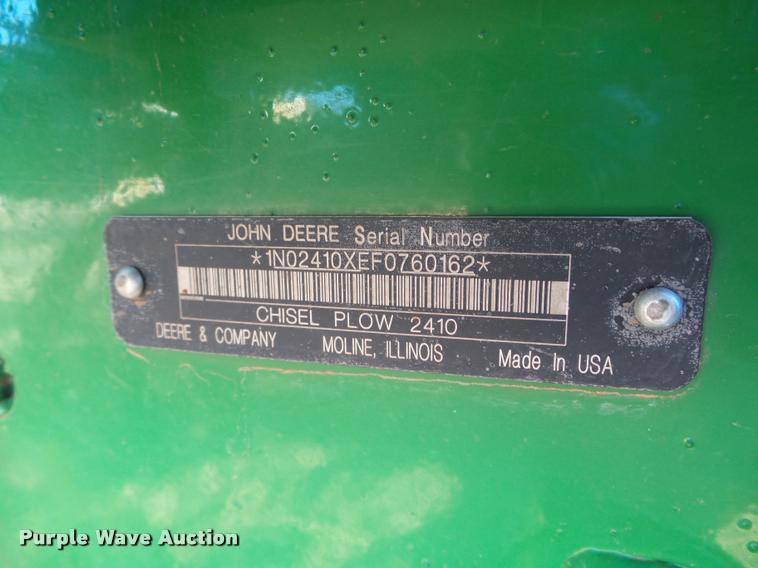 JOHN DEERE Serial Number
*1N02410XEF0760162*
CHISEL PLOW 2410
DEERE & COMPANY MOLINE, ILLINOIS Made In USA
Purple Wave Auction